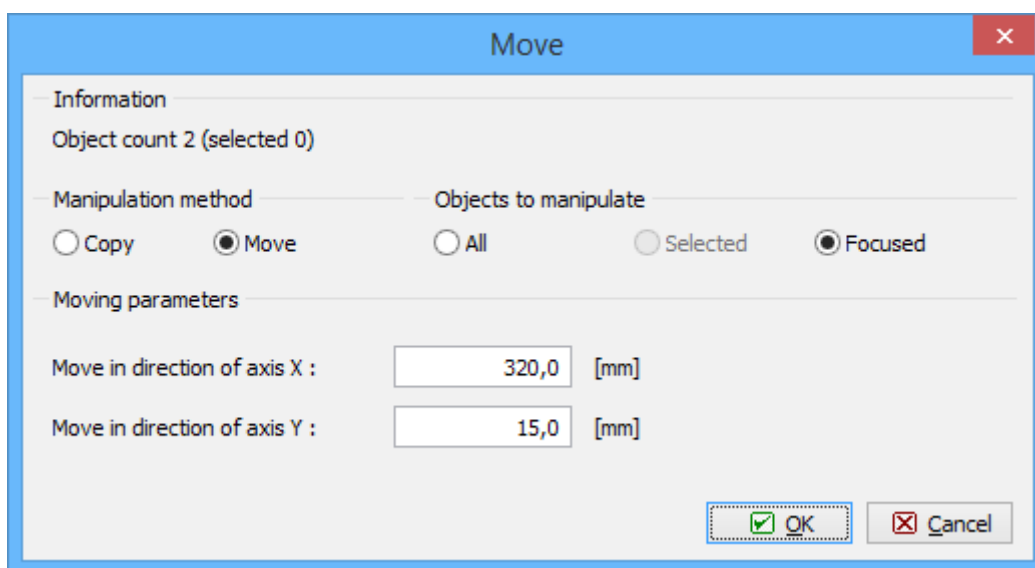 Move
Information
Object count 2 (selected 0)
Manipulation method Objects to manipulate
Copy Move All Selected Focused
Moving parameters
Move in direction of axis X : 320,0 [mm]
Move in direction of axis Y : 15,0 [mm]
OK Cancel